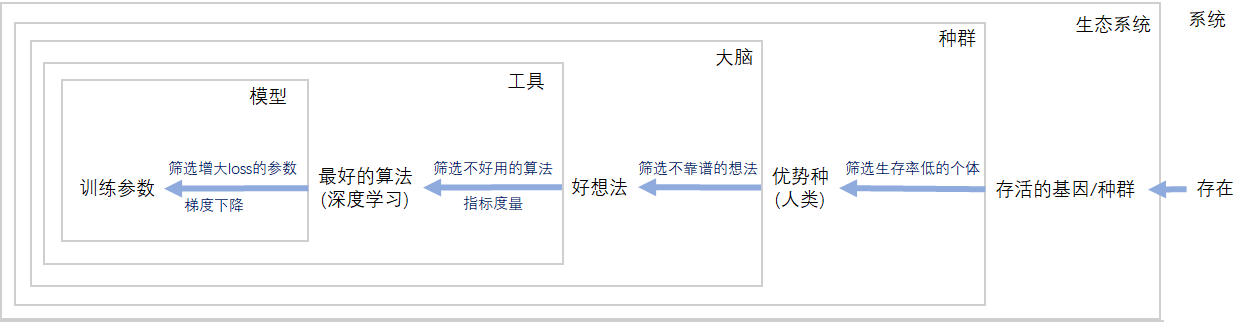 系统
生态系统
种群
大脑
工具
模型
训练参数
筛选增大loss的参数
梯度下降
最好的算法
(深度学习)
筛选不好用的算法
指标度量
好想法
筛选不靠谱的想法
优势种
(人类)
筛选生存率低的个体
存活的基因/种群
存在